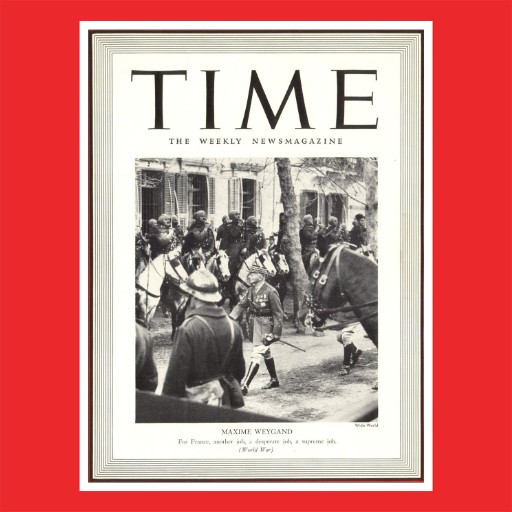 TIME
THE WEEKLY NEWSMAGAZINE
Wide World
MAXIME WEYGAND
For France, another job, a desperate job, a supreme job.
(World War)